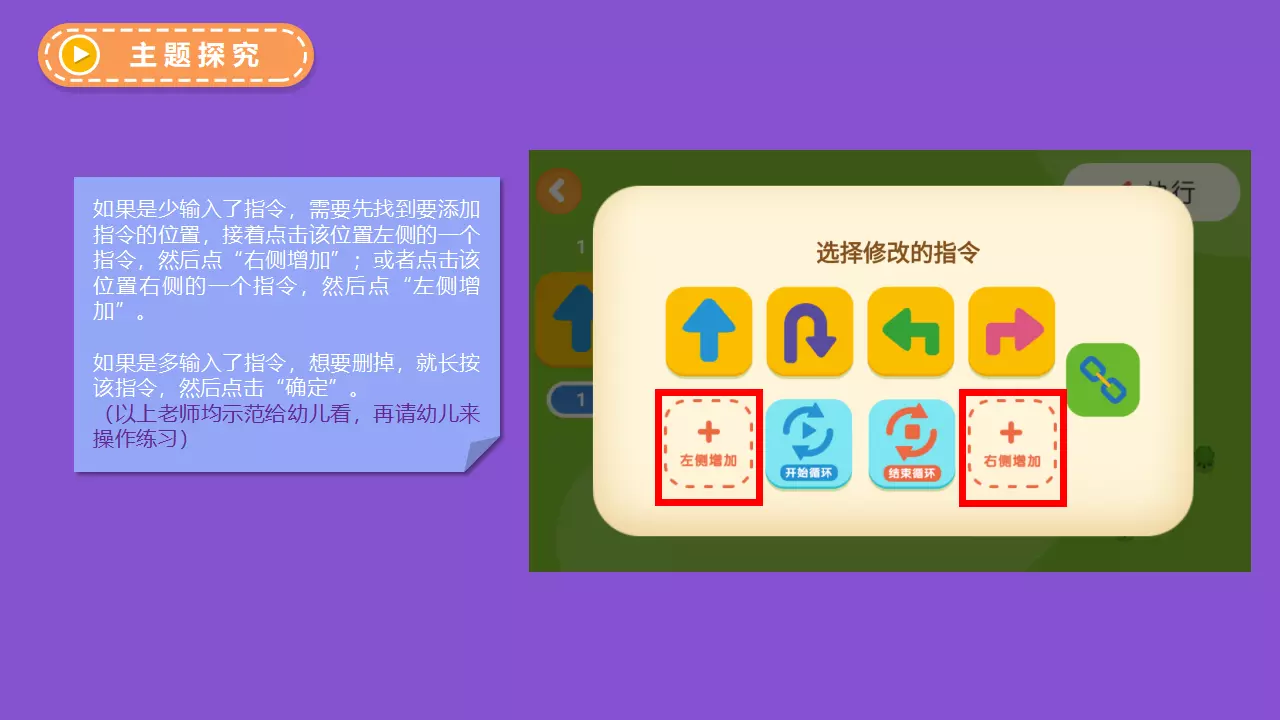 主题探究
如果是少输入了指令，需要先找到要添加
指令的位置，接着点击该位置左侧的一个
指令，然后点“右侧增加”；或者点击该
位置右侧的一个指令，然后点“左侧增
加”。
如果是多输入了指令，想要删掉，就长按
该指令，然后点击“确定”。
（以上老师均示范给幼儿看，再请幼儿来
操作练习）
执行
1
选择修改的指令
1
左侧增加
开始循环
结束循环
右侧增加